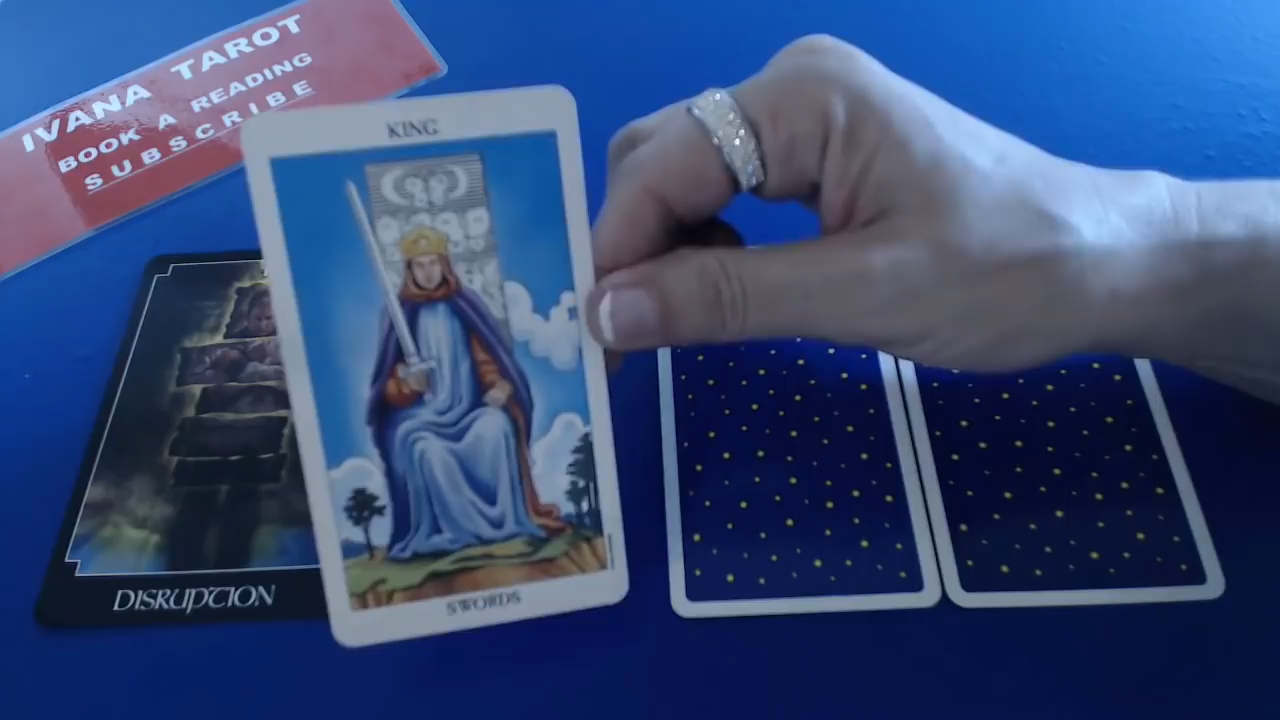 IVANA TAROT
BOOK A READING
SUBSCRIBE
KING
SWORDS
DISRUPTION